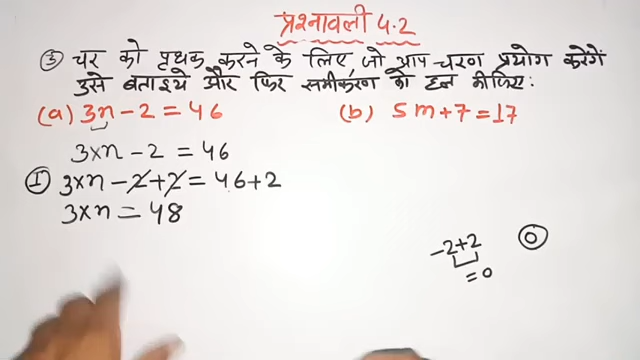 प्रश्नावली 4.2
③ चर को पृथक करने के लिए, जो आप चरण प्रयोग करेंगें
उसे बताइये और फिर समीकरण को हल कीजिए:
(a) 3n - 2 = 46 (b) 5m + 7 = 17
3×n - 2 = 46
Ⓘ 3×n - 2 + 2 = 46 + 2
3×n = 48
-2+2 ⓪
= 0